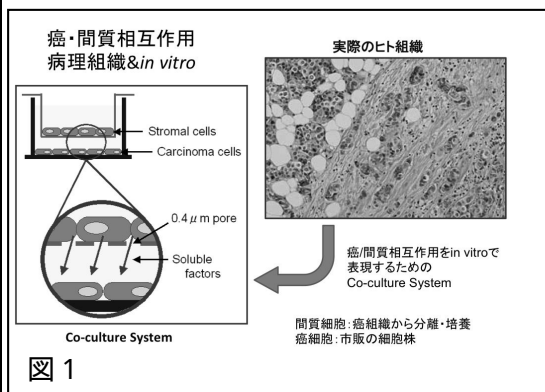 癌・間質相互作用
病理組織&in vitro
実際のヒト組織
Stromal cells
Carcinoma cells
0.4μm pore
Soluble
factors
Co-culture System
癌/間質相互作用をin vitroで
表現するための
Co-culture System
間質細胞:癌組織から分離・培養
癌細胞:市販の細胞株
図1